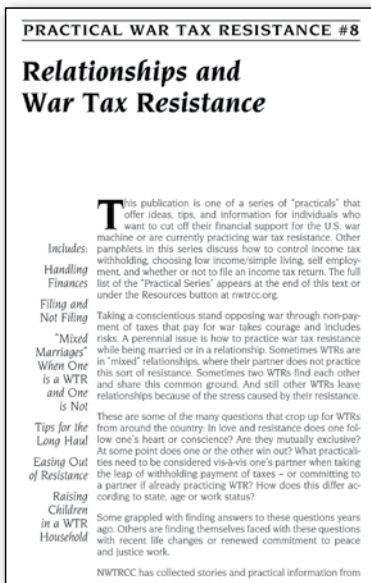 PRACTICAL WAR TAX RESISTANCE #8
Relationships and
War Tax Resistance
Includes:
Handling
Finances
Filing and
Not Filing
"Mixed
Marriages"
When One
is a WTR
and One
is Not
Tips for the
Long Haul
Easing Out
of Resistance
Raising
Children
in a WTR
Household
This publication is one of a series of "practicals" that
offer ideas, tips, and information for individuals who
want to cut off their financial support for the U.S. war
machine or are currently practicing war tax resistance. Other
pamphlets in this series discuss how to control income tax
withholding, choosing low income/simple living, self employ-
ment, and whether or not to file an income tax return. The full
list of the "Practical Series" appears at the end of this text or
under the Resources button at nwtrcc.org.
Taking a conscientious stand opposing war through non-pay-
ment of taxes that pay for war takes courage and includes
risks. A perennial issue is how to practice war tax resistance
while being married or in a relationship. Sometimes WTRs are
in "mixed" relationships, where their partner does not practice
this sort of resistance. Sometimes two WTRs find each other
and share this common ground. And still other WTRs leave
relationships because of the stress caused by their resistance.
These are some of the many questions that crop up for WTRs
from around the country: In love and resistance does one fol-
low one's heart or conscience? Are they mutually exclusive?
At some point does one or the other win out? What practicali-
ties need to be considered vis-à-vis one's partner when taking
the leap of withholding payment of taxes – or committing to
a partner if already practicing WTR? How does this differ ac-
cording to state, age or work status?
Some grappled with finding answers to these questions years
ago. Others are finding themselves faced with these questions
with recent life changes or renewed commitment to peace
and justice work.
NWTRCC has collected stories and practical information from